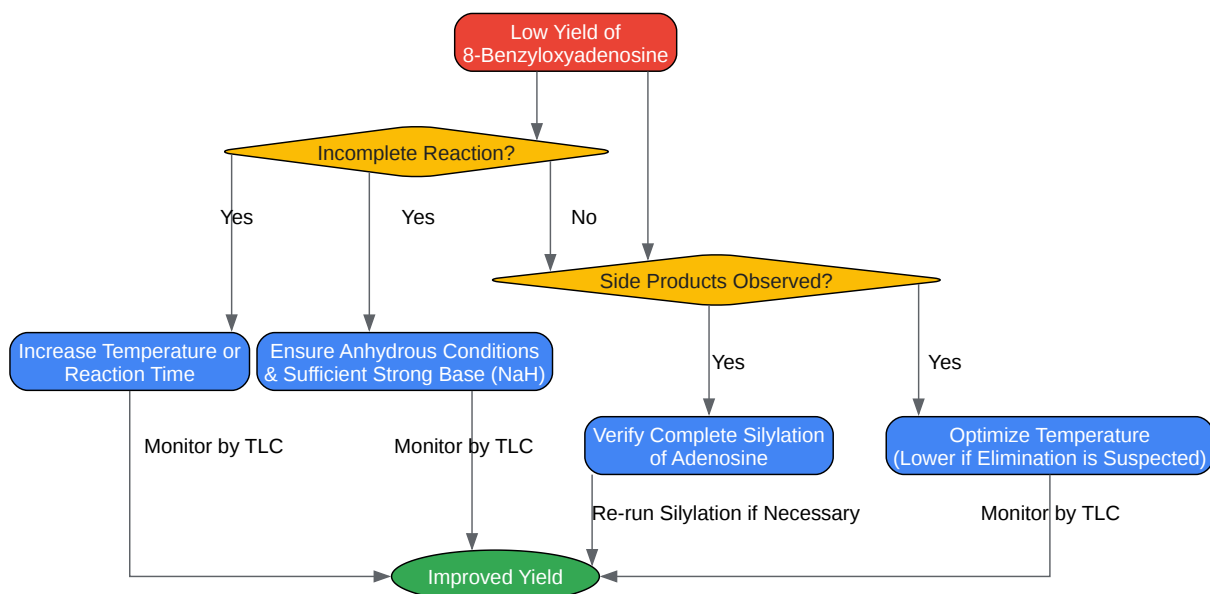 Low Yield of
8-Benzyloxyadenosine
Incomplete Reaction?
Yes
Yes
No
Side Products Observed?
Increase Temperature or
Reaction Time
Ensure Anhydrous Conditions
& Sufficient Strong Base (NaH)
Yes
Yes
Monitor by TLC
Monitor by TLC
Verify Complete Silylation
of Adenosine
Optimize Temperature
(Lower if Elimination is Suspected)
Re-run Silylation if Necessary
Monitor by TLC
Improved Yield